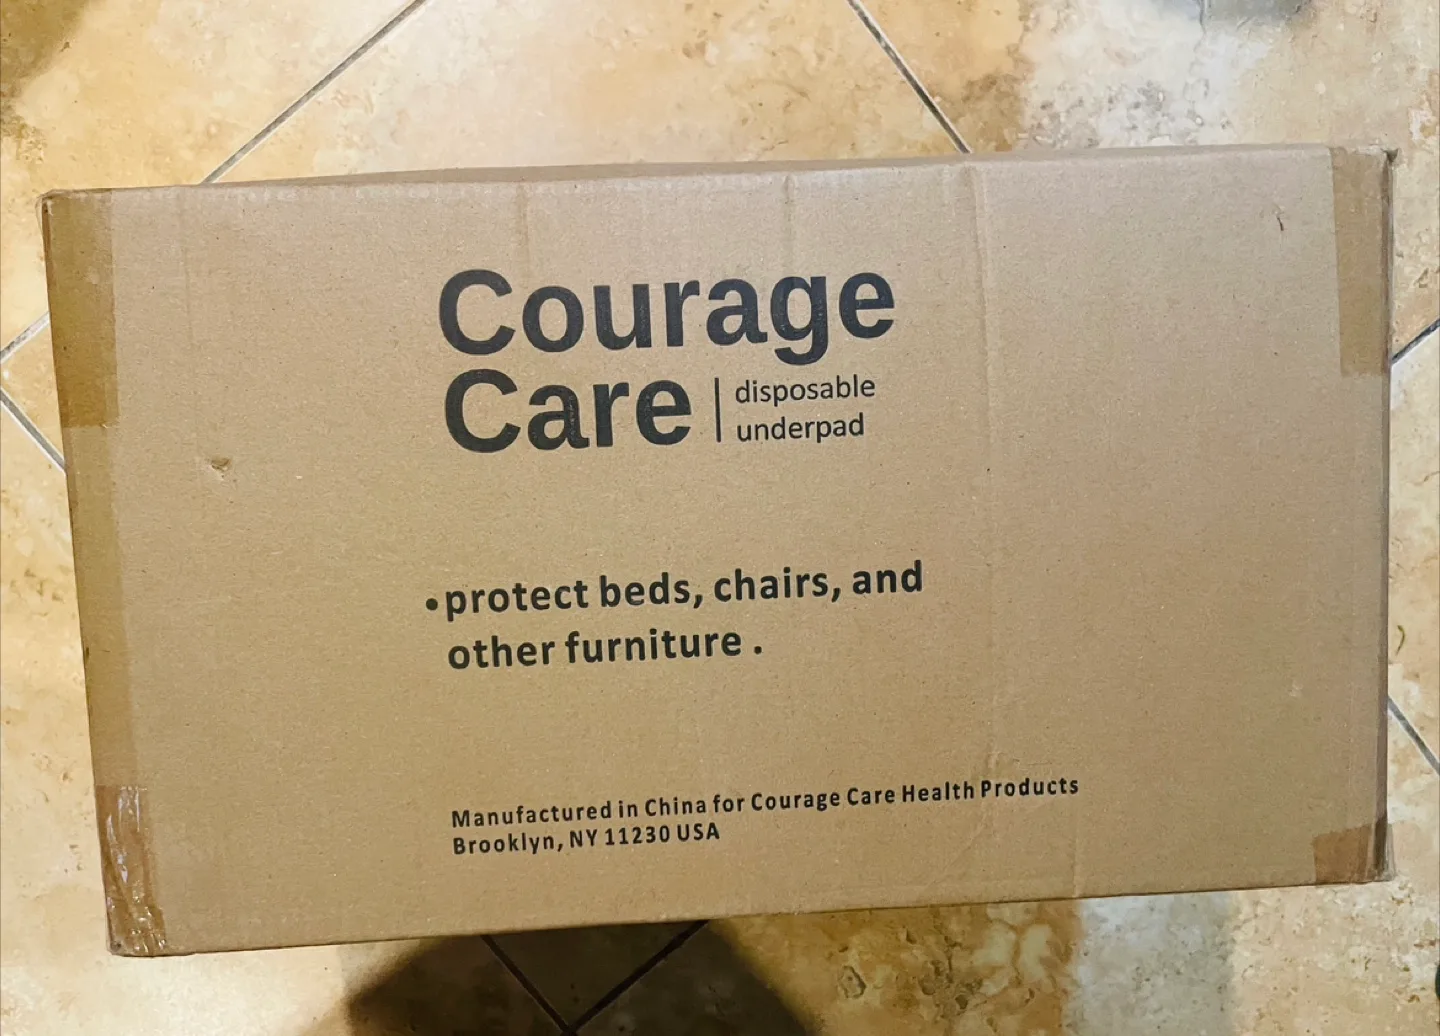 Courage
Care | disposable
underpad
•protect beds, chairs, and
other furniture .
Manufactured in China for Courage Care Health Products
Brooklyn, NY 11230 USA